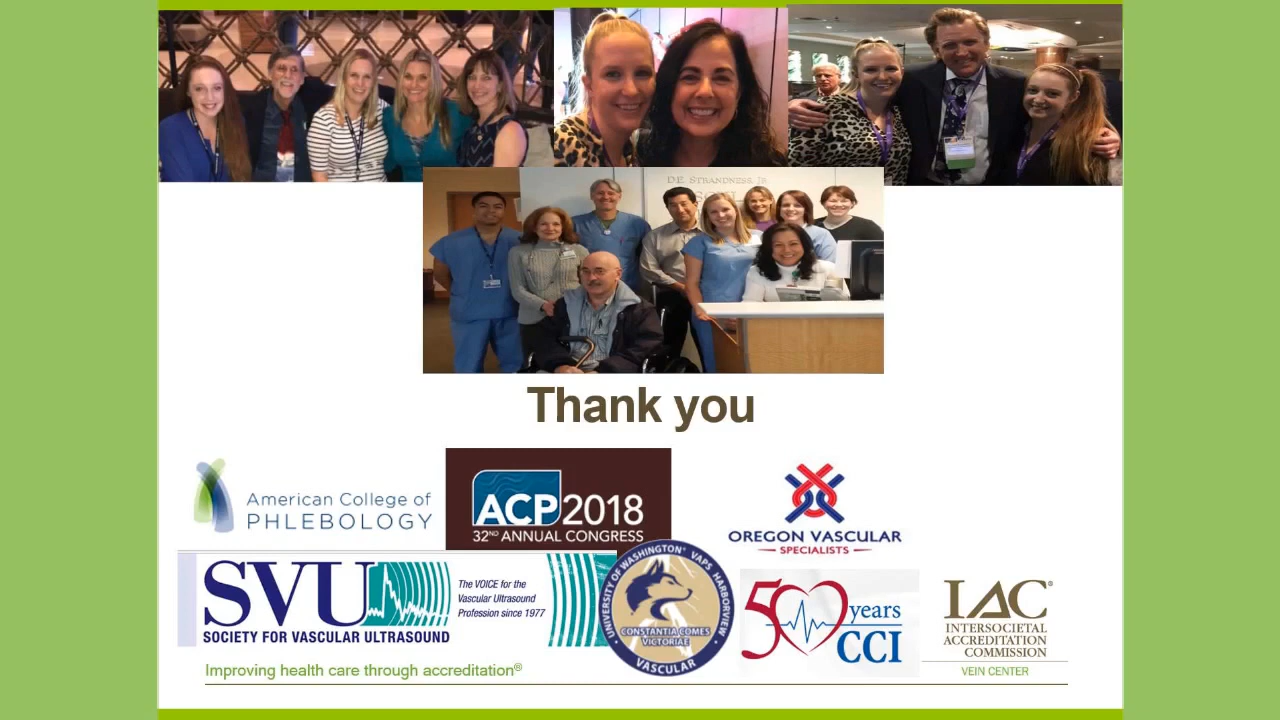 D.E. STRANDNESS, JR
Thank you
American College of
PHLEBOLOGY
ACP2018
32ND ANNUAL CONGRESS
OREGON VASCULAR
SPECIALISTS
SVU
SOCIETY FOR VASCULAR ULTRASOUND
The VOICE for the
Vascular Ultrasound
Profession since 1977
UNIVERSITY OF WASHINGTON® VAPS HARBORVIEW
CONSTANTIA COMES
VICTORIAE
VASCULAR
50 years
CCI
IAC®
INTERSOCIETAL
ACCREDITATION
COMMISSION
VEIN CENTER
Improving health care through accreditation®